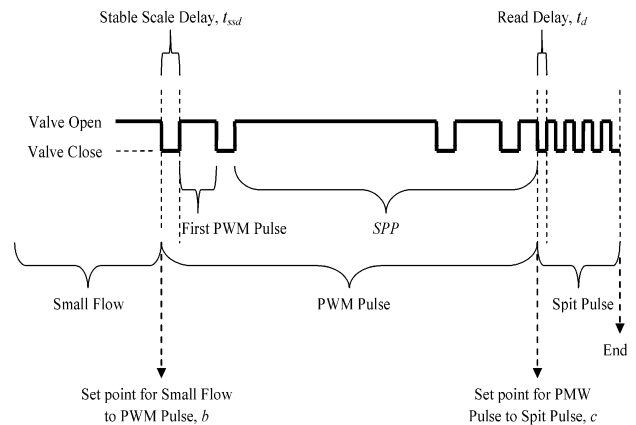 Stable Scale Delay, tssd
Read Delay, td
Valve Open
Valve Close
First PWM Pulse
SPP
Small Flow
PWM Pulse
Spit Pulse
End
Set point for Small Flow
to PWM Pulse, b
Set point for PMW
Pulse to Spit Pulse, c